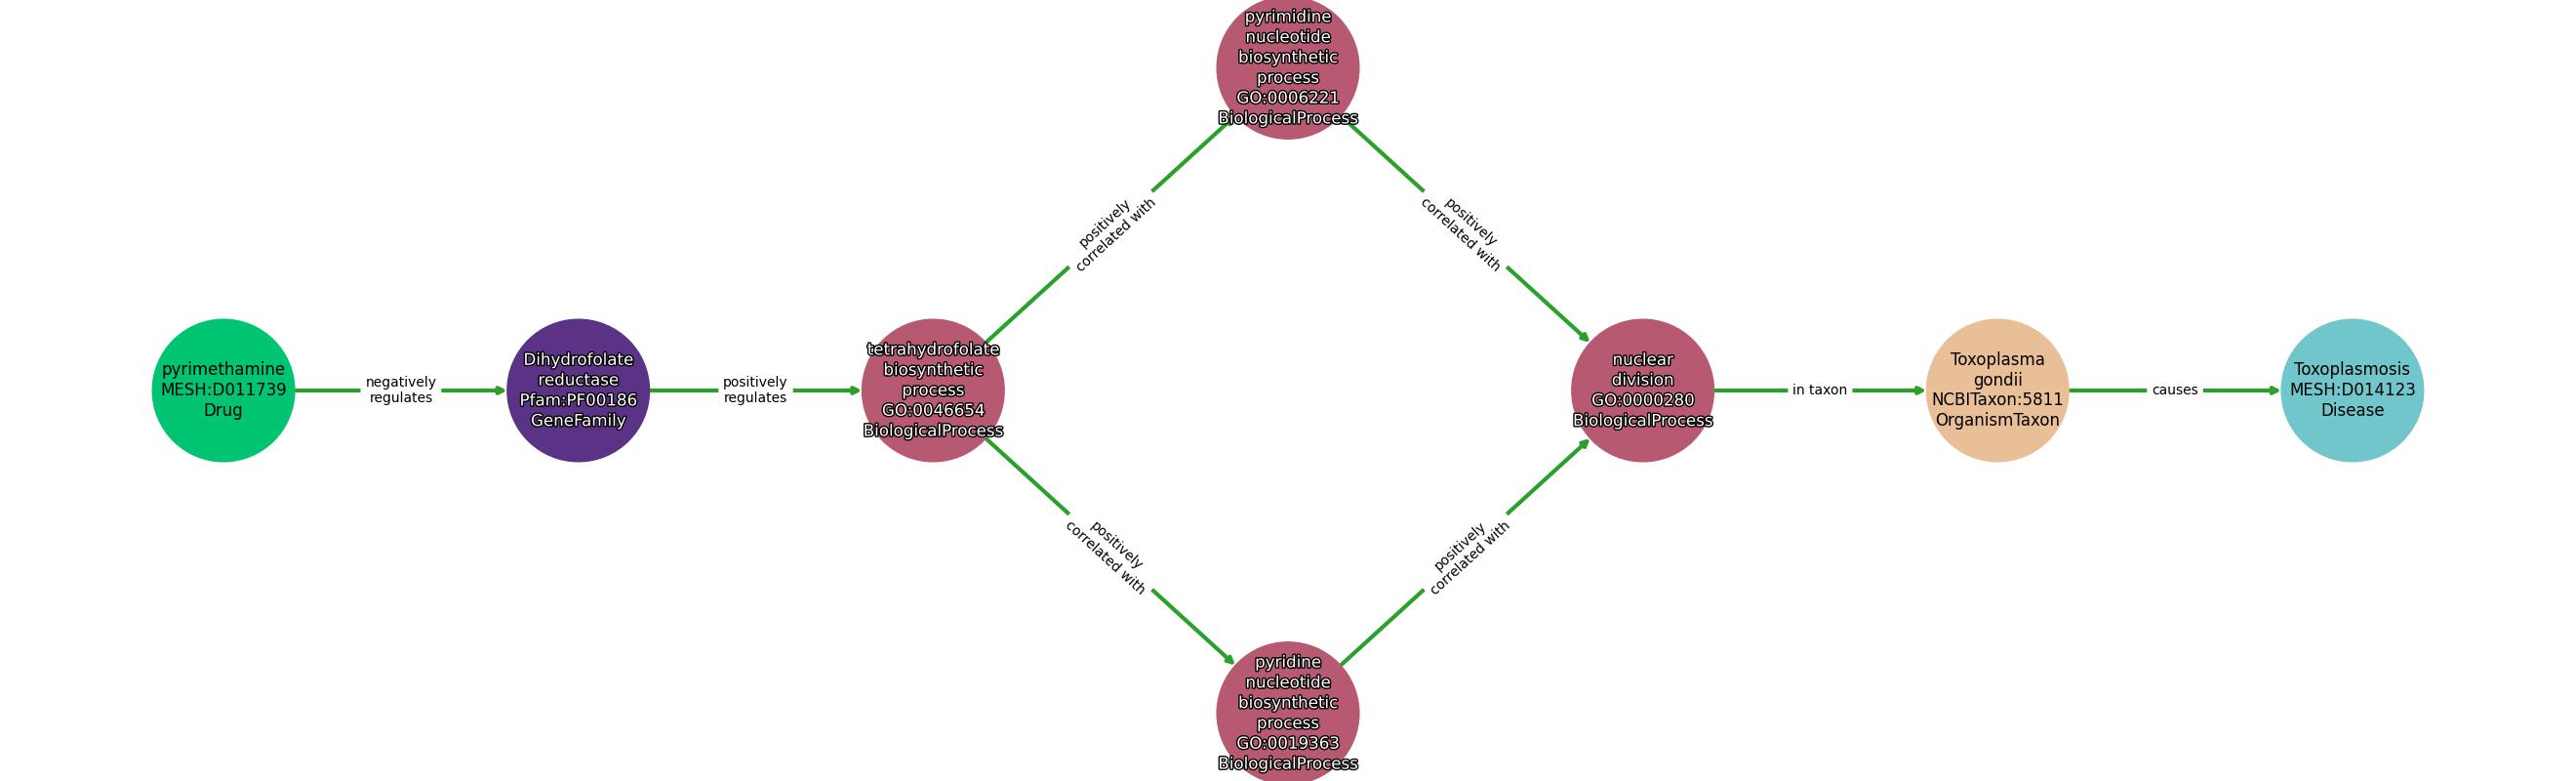 pyrimidine
nucleotide
biosynthetic
process
GO:0006221
BiologicalProcess
positively
correlated with
positively
correlated with
pyrimethamine
MESH:D011739
Drug
negatively
regulates
Dihydrofolate
reductase
Pfam:PF00186
GeneFamily
positively
regulates
tetrahydrofolate
biosynthetic
process
GO:0046654
BiologicalProcess
nuclear
division
GO:0000280
BiologicalProcess
in taxon
Toxoplasma
gondii
NCBITaxon:5811
OrganismTaxon
causes
Toxoplasmosis
MESH:D014123
Disease
positively
correlated with
positively
correlated with
pyridine
nucleotide
biosynthetic
process
GO:0019363
BiologicalProcess